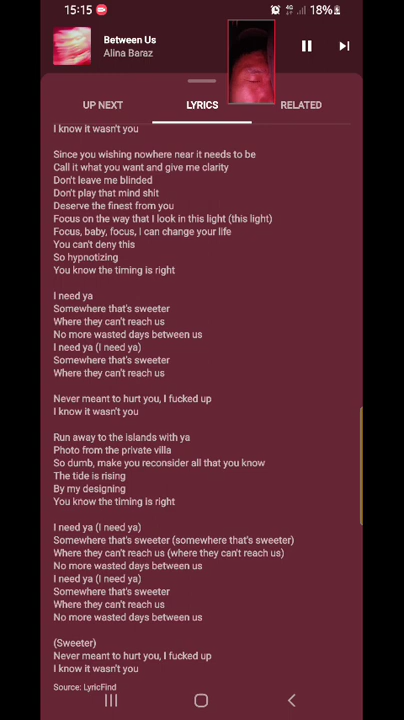 15:15
4G
18%
Between Us
Alina Baraz
UP NEXT
LYRICS
RELATED
I know it wasn't you
Since you wishing nowhere near it needs to be
Call it what you want and give me clarity
Don't leave me blinded
Don't play that mind shit
Deserve the finest from you
Focus on the way that I look in this light (this light)
Focus, baby, focus, I can change your life
You can't deny this
So hypnotizing
You know the timing is right
I need ya
Somewhere that's sweeter
Where they can't reach us
No more wasted days between us
I need ya (I need ya)
Somewhere that's sweeter
Where they can't reach us
Never meant to hurt you, I fucked up
I know it wasn't you
Run away to the islands with ya
Photo from the private villa
So dumb, make you reconsider all that you know
The tide is rising
By my designing
You know the timing is right
I need ya (I need ya)
Somewhere that's sweeter (somewhere that's sweeter)
Where they can't reach us (where they can't reach us)
No more wasted days between us
I need ya (I need ya)
Somewhere that's sweeter
Where they can't reach us
No more wasted days between us
(Sweeter)
Never meant to hurt you, I fucked up
I know it wasn't you
Source: LyricFind